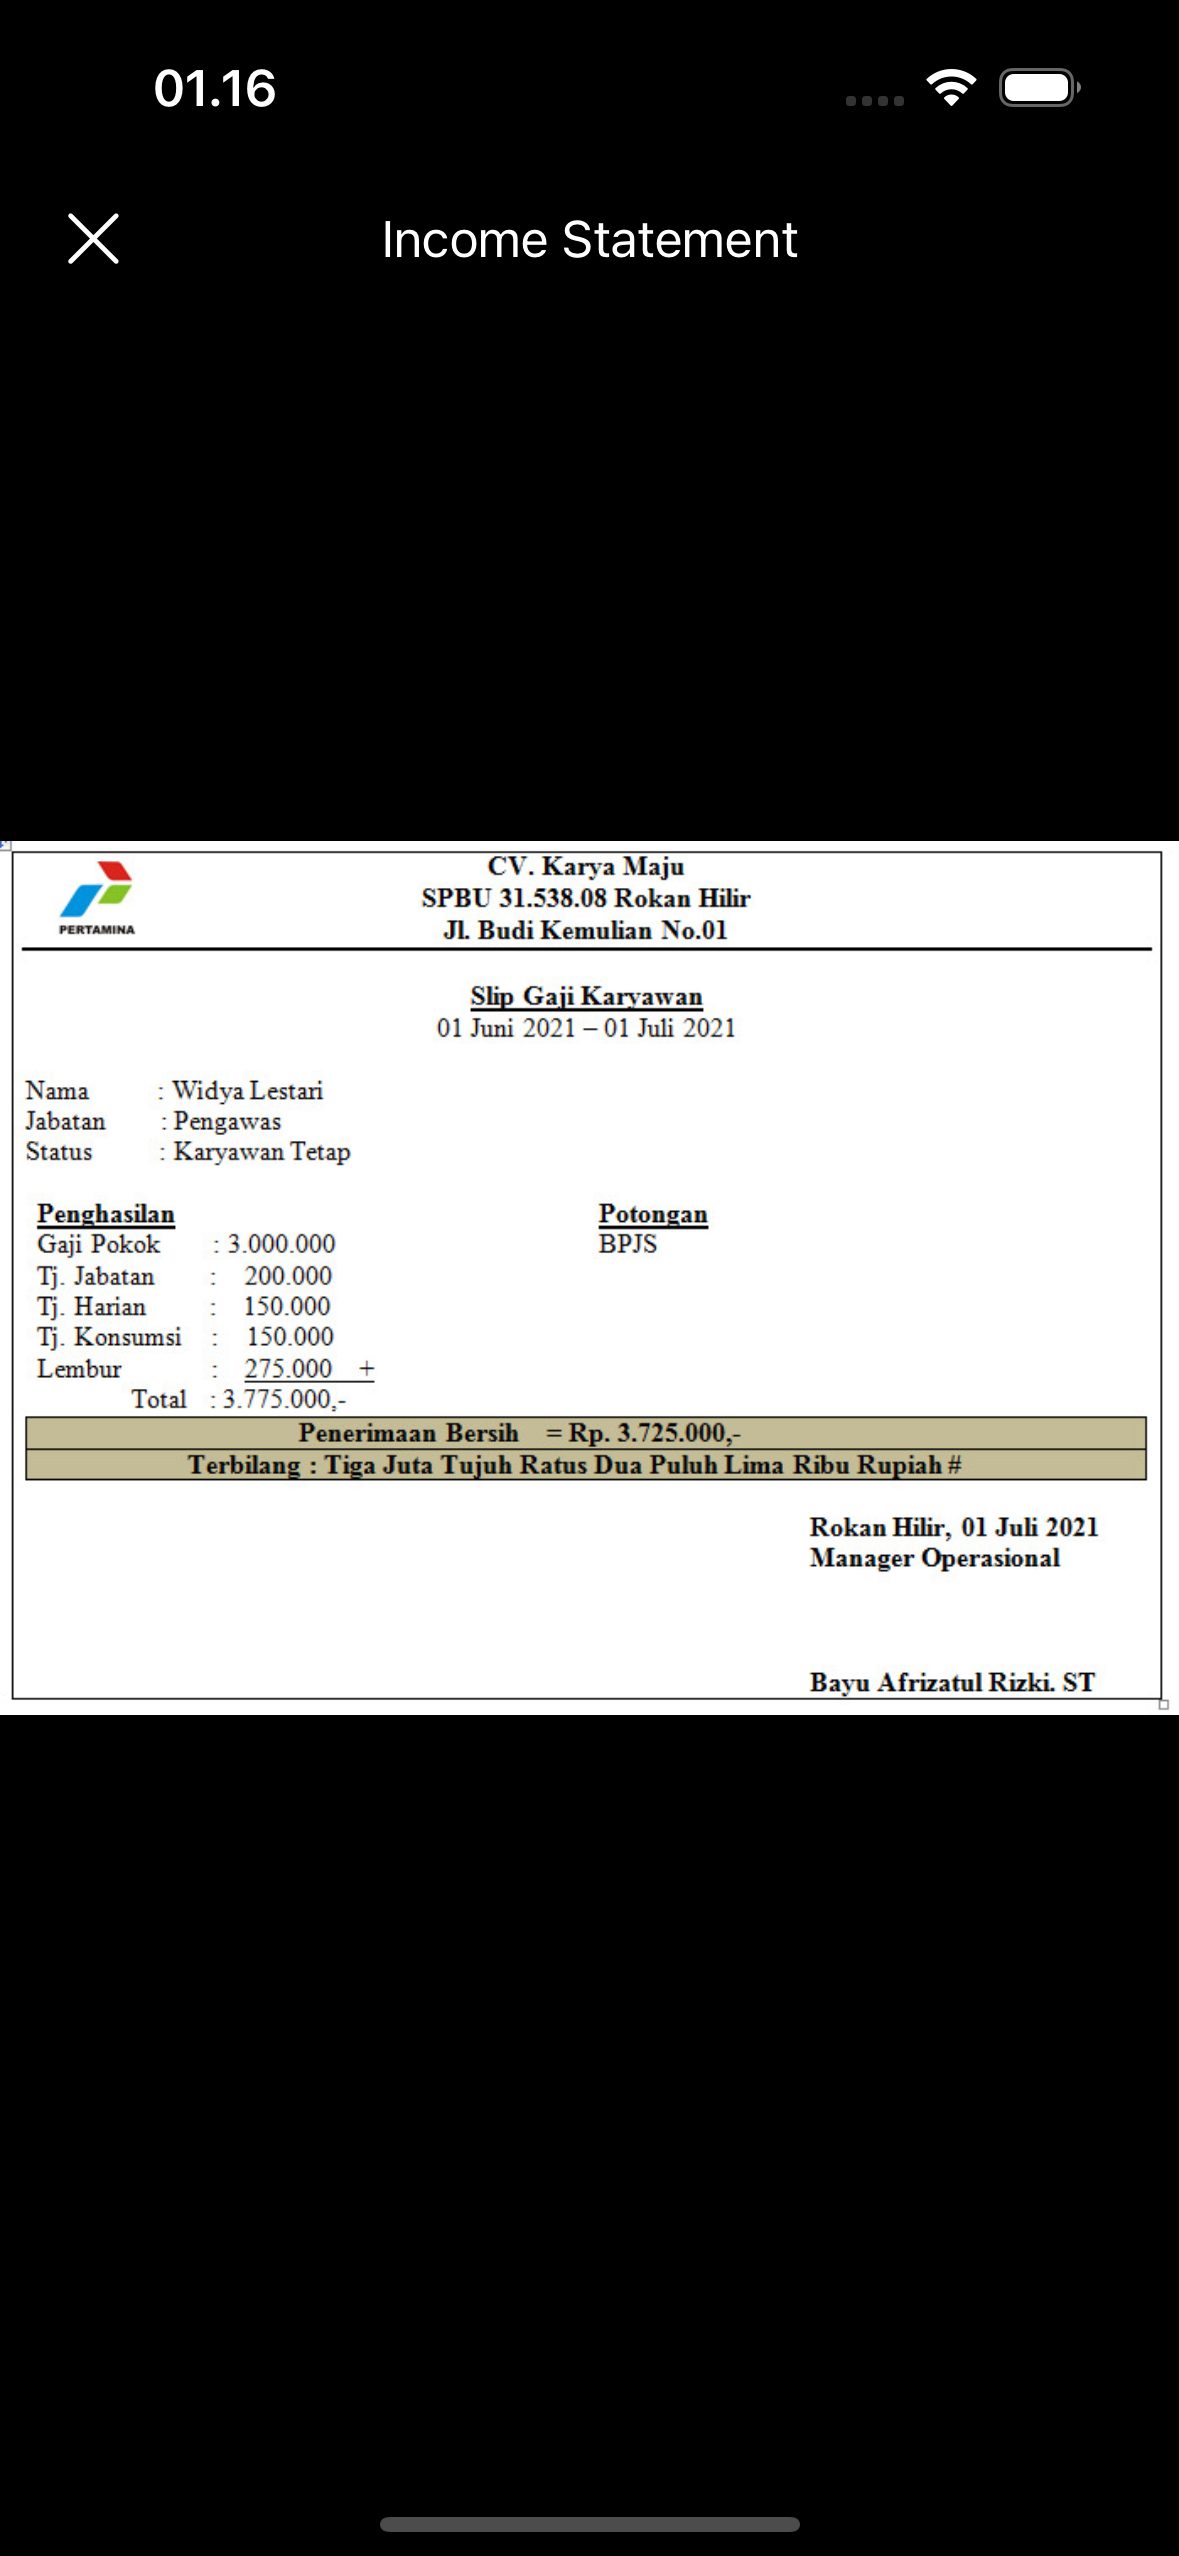 01.16
Income Statement
PERTAMINA
CV. Karya Maju
SPBU 31.538.08 Rokan Hilir
Jl. Budi Kemulian No.01
Slip Gaji Karyawan
01 Juni 2021 – 01 Juli 2021
Nama : Widya Lestari
Jabatan : Pengawas
Status : Karyawan Tetap
Penghasilan Potongan
Gaji Pokok : 3.000.000 BPJS
Tj. Jabatan : 200.000
Tj. Harian : 150.000
Tj. Konsumsi : 150.000
Lembur : 275.000 +
Total : 3.775.000,-
Penerimaan Bersih = Rp. 3.725.000,-
Terbilang : Tiga Juta Tujuh Ratus Dua Puluh Lima Ribu Rupiah #
Rokan Hilir, 01 Juli 2021
Manager Operasional
Bayu Afrizatul Rizki. ST